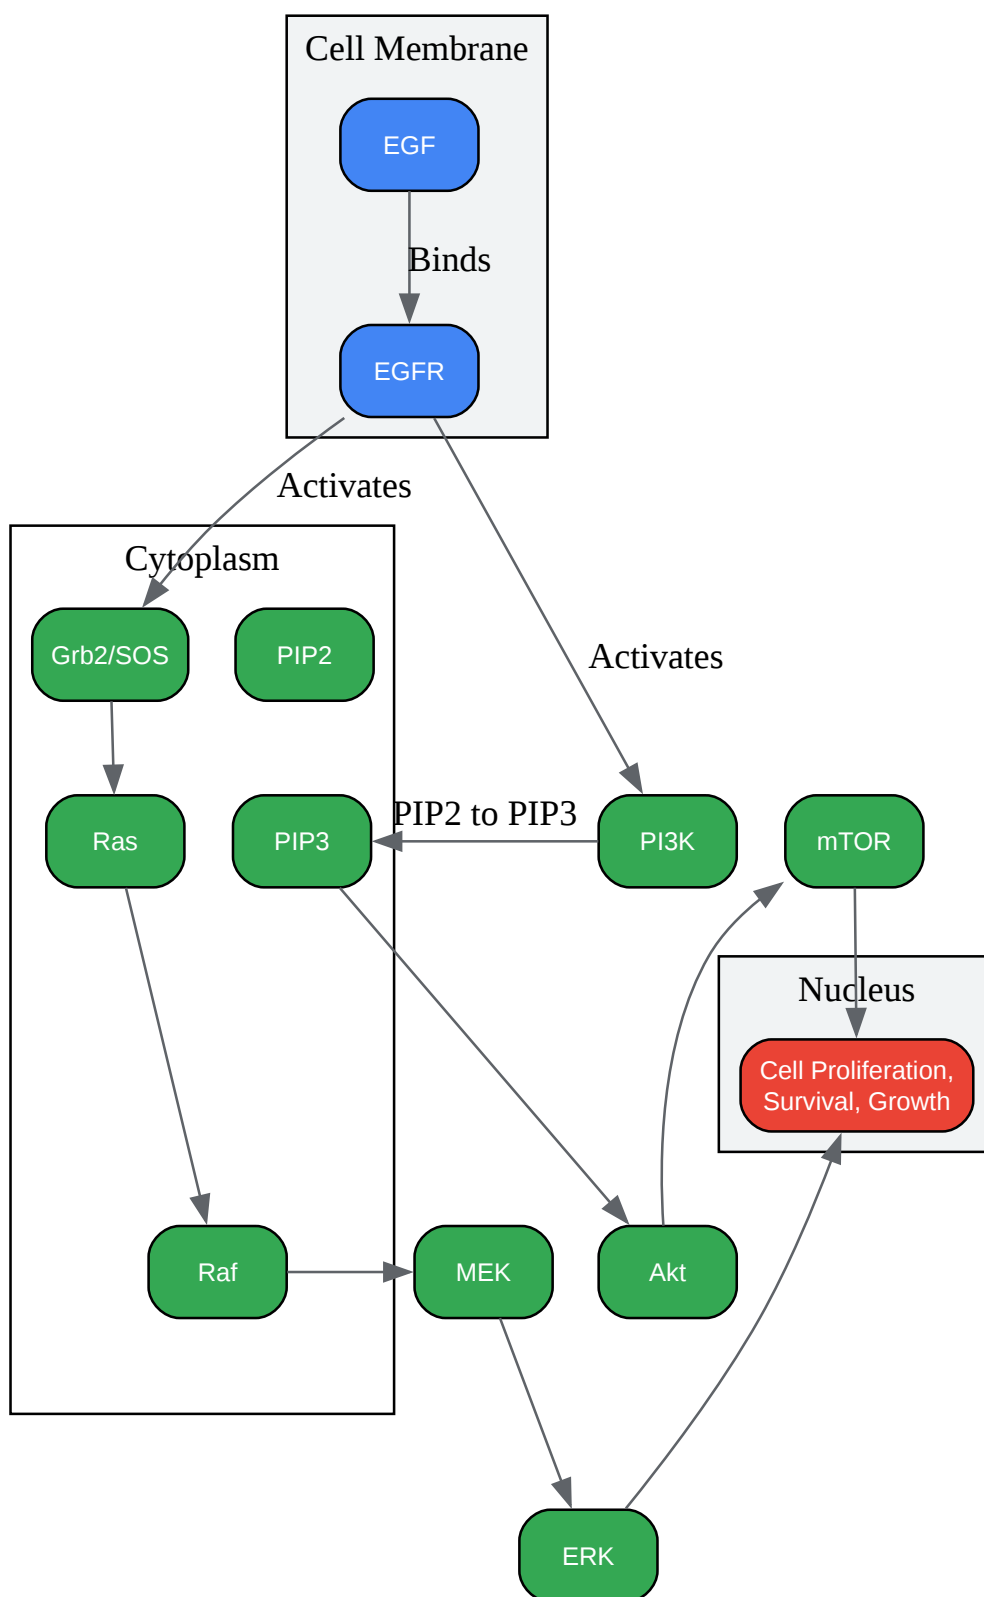 Cell Membrane
EGF
Binds
EGFR
Activates
Cytoplasm
Grb2/SOS
PIP2
Activates
Ras
PIP3
PIP2 to PIP3
PI3K
mTOR
Nucleus
Cell Proliferation,
Survival, Growth
Raf
MEK
Akt
ERK